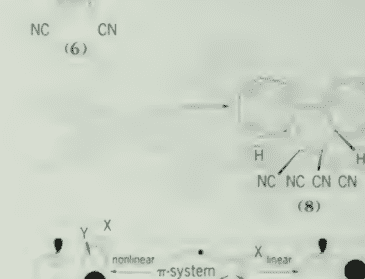 NC CN
(6)
H H
NC NC CN CN
(8)
Y X X
nonlinear linear
π-system